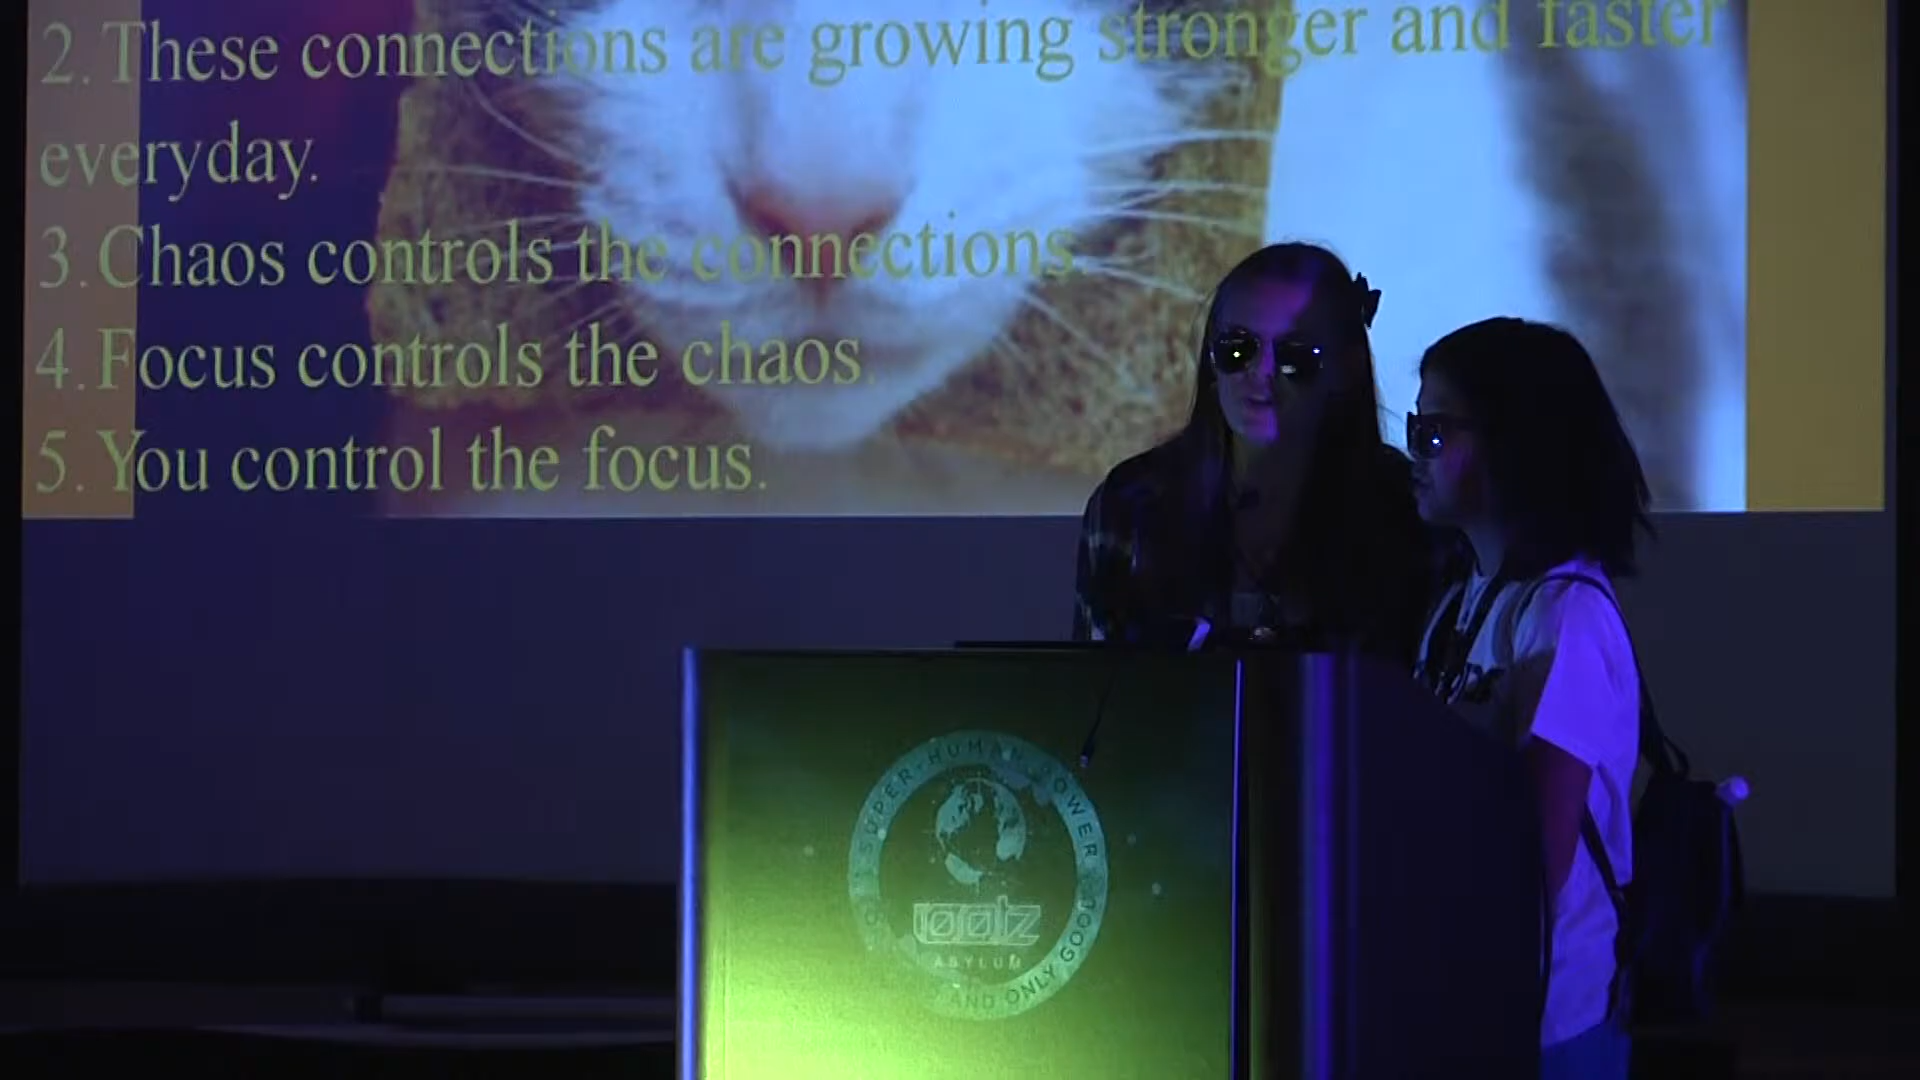 2. These connections are growing stronger and faster
everyday.
3. Chaos controls the connections.
4. Focus controls the chaos.
5. You control the focus.
SUPER-HUMAN POWER
r00tz
ASYLUM
AND ONLY GOOD